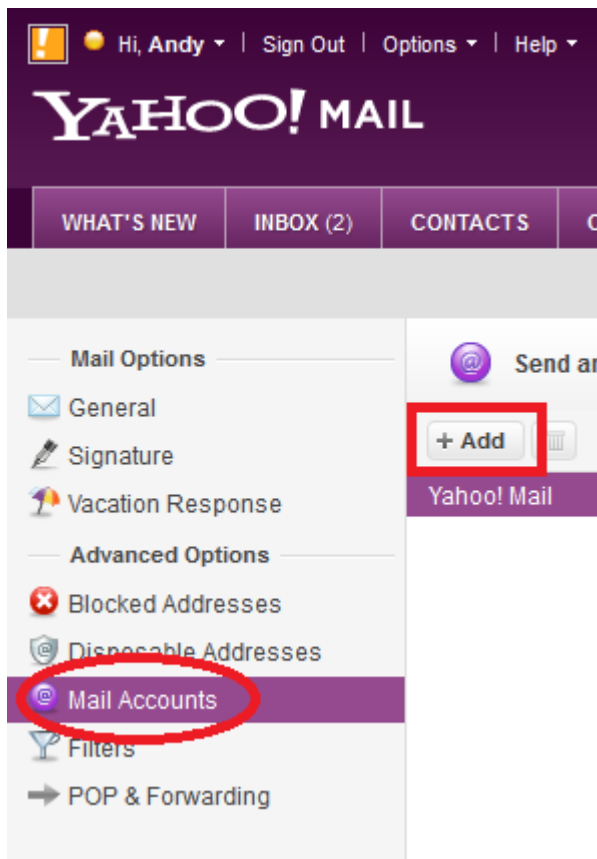 Hi, Andy | Sign Out | Options | Help
YAHOO! MAIL
WHAT'S NEW INBOX (2) CONTACTS
Mail Options
General
Signature
Vacation Response
Advanced Options
Blocked Addresses
Disposable Addresses
Mail Accounts
Filters
POP & Forwarding
Send
+ Add
Yahoo! Mail